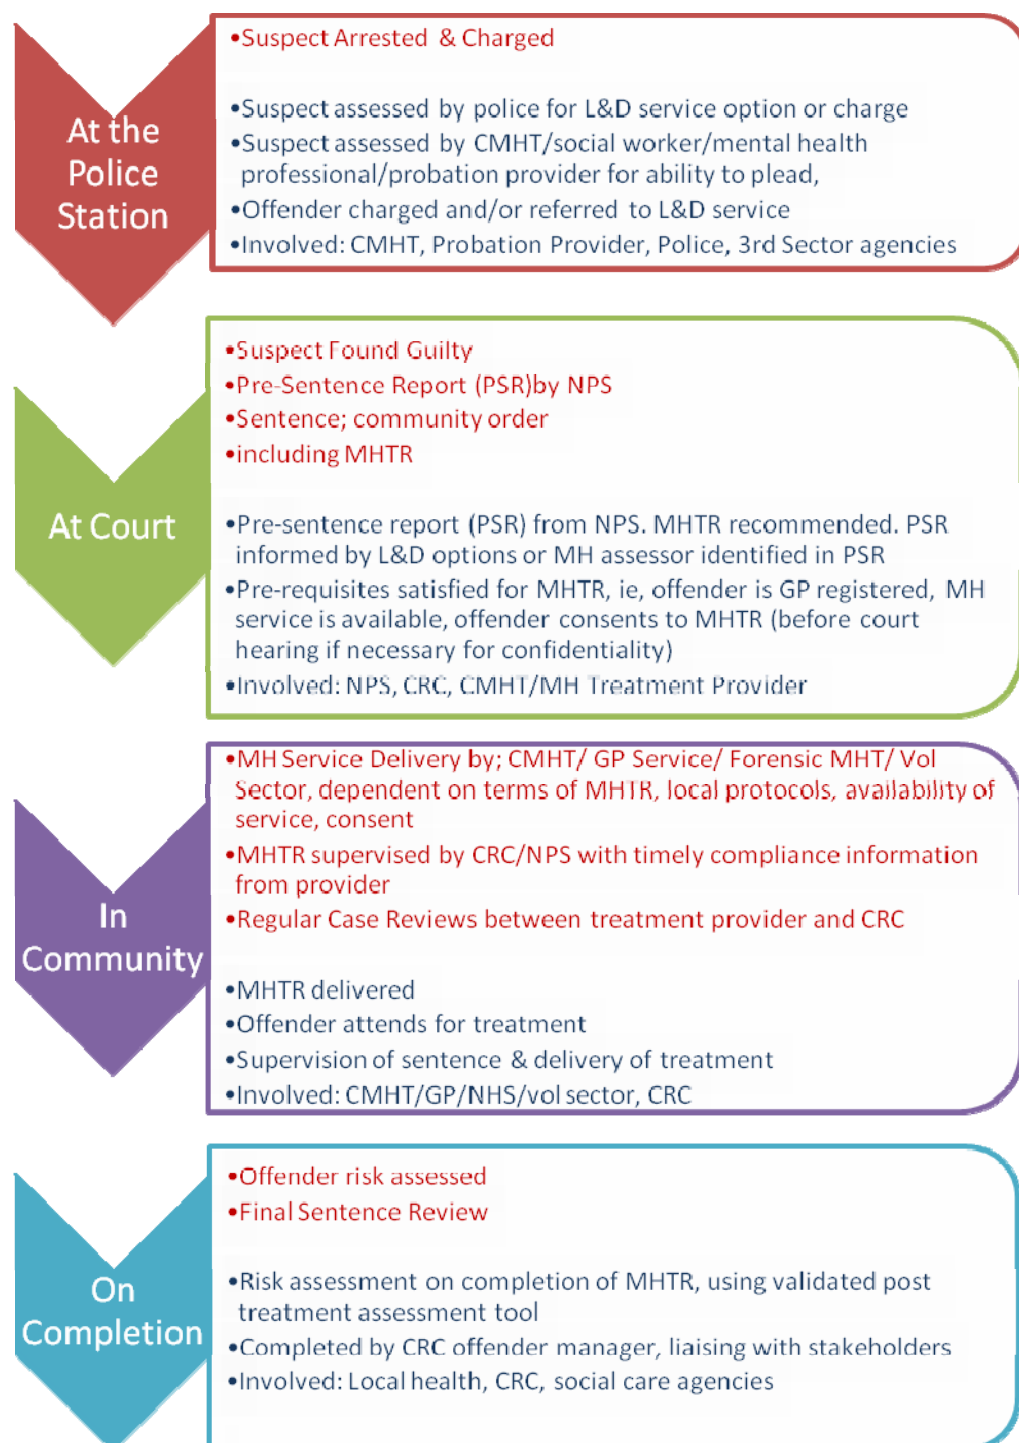 At the
Police
Station
•Suspect Arrested & Charged
•Suspect assessed by police for L&D service option or charge
•Suspect assessed by CMHT/social worker/mental health
professional/probation provider for ability to plead,
•Offender charged and/or referred to L&D service
•Involved: CMHT, Probation Provider, Police, 3rd Sector agencies
At Court
•Suspect Found Guilty
•Pre-Sentence Report (PSR)by NPS
•Sentence; community order
•including MHTR
•Pre-sentence report (PSR) from NPS. MHTR recommended. PSR
informed by L&D options or MH assessor identified in PSR
•Pre-requisites satisfied for MHTR, ie, offender is GP registered, MH
service is available, offender consents to MHTR (before court
hearing if necessary for confidentiality)
•Involved: NPS, CRC, CMHT/MH Treatment Provider
In
Community
•MH Service Delivery by; CMHT/ GP Service/ Forensic MHT/ Vol
Sector, dependent on terms of MHTR, local protocols, availability of
service, consent
•MHTR supervised by CRC/NPS with timely compliance information
from provider
•Regular Case Reviews between treatment provider and CRC
•MHTR delivered
•Offender attends for treatment
•Supervision of sentence & delivery of treatment
•Involved: CMHT/GP/NHS/vol sector, CRC
On
Completion
•Offender risk assessed
•Final Sentence Review
•Risk assessment on completion of MHTR, using validated post
treatment assessment tool
•Completed by CRC offender manager, liaising with stakeholders
•Involved: Local health, CRC, social care agencies